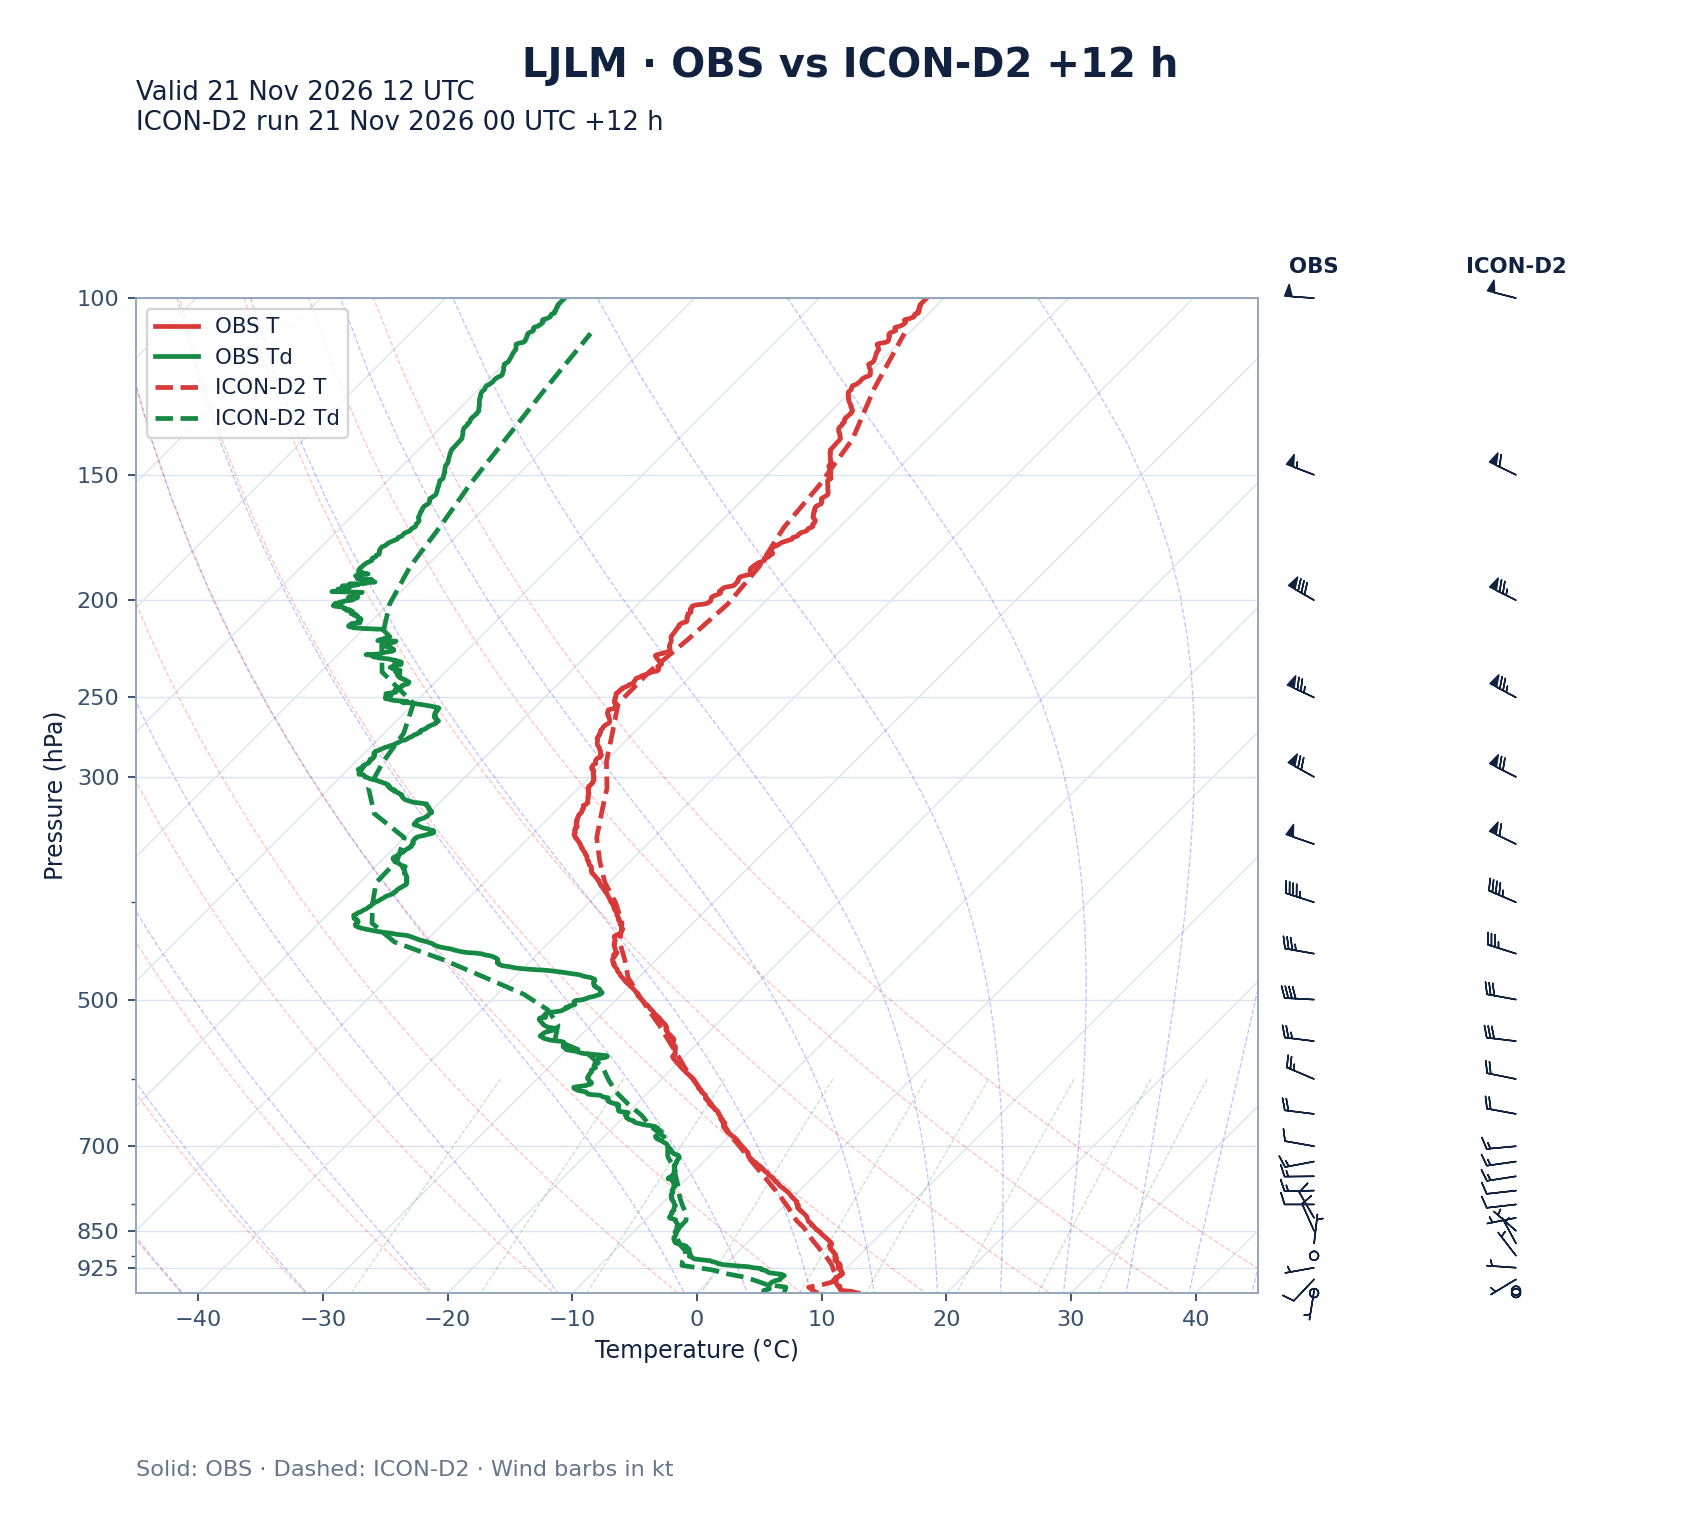 LJLM · OBS vs ICON-D2 +12 h
Valid 21 Nov 2026 12 UTC
ICON-D2 run 21 Nov 2026 00 UTC +12 h
OBS
ICON-D2
OBS T
OBS Td
ICON-D2 T
ICON-D2 Td
100
150
200
250
300
500
700
850
925
Pressure (hPa)
−40
−30
−20
−10
0
10
20
30
40
Temperature (°C)
Solid: OBS · Dashed: ICON-D2 · Wind barbs in kt